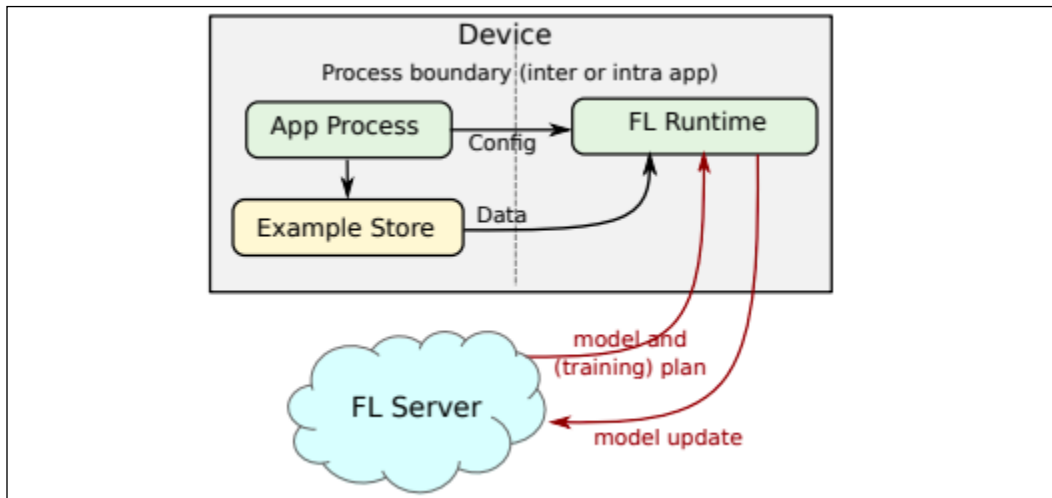 Device
Process boundary (inter or intra app)
App Process
Config
FL Runtime
Example Store
Data
model and
(training) plan
FL Server
model update